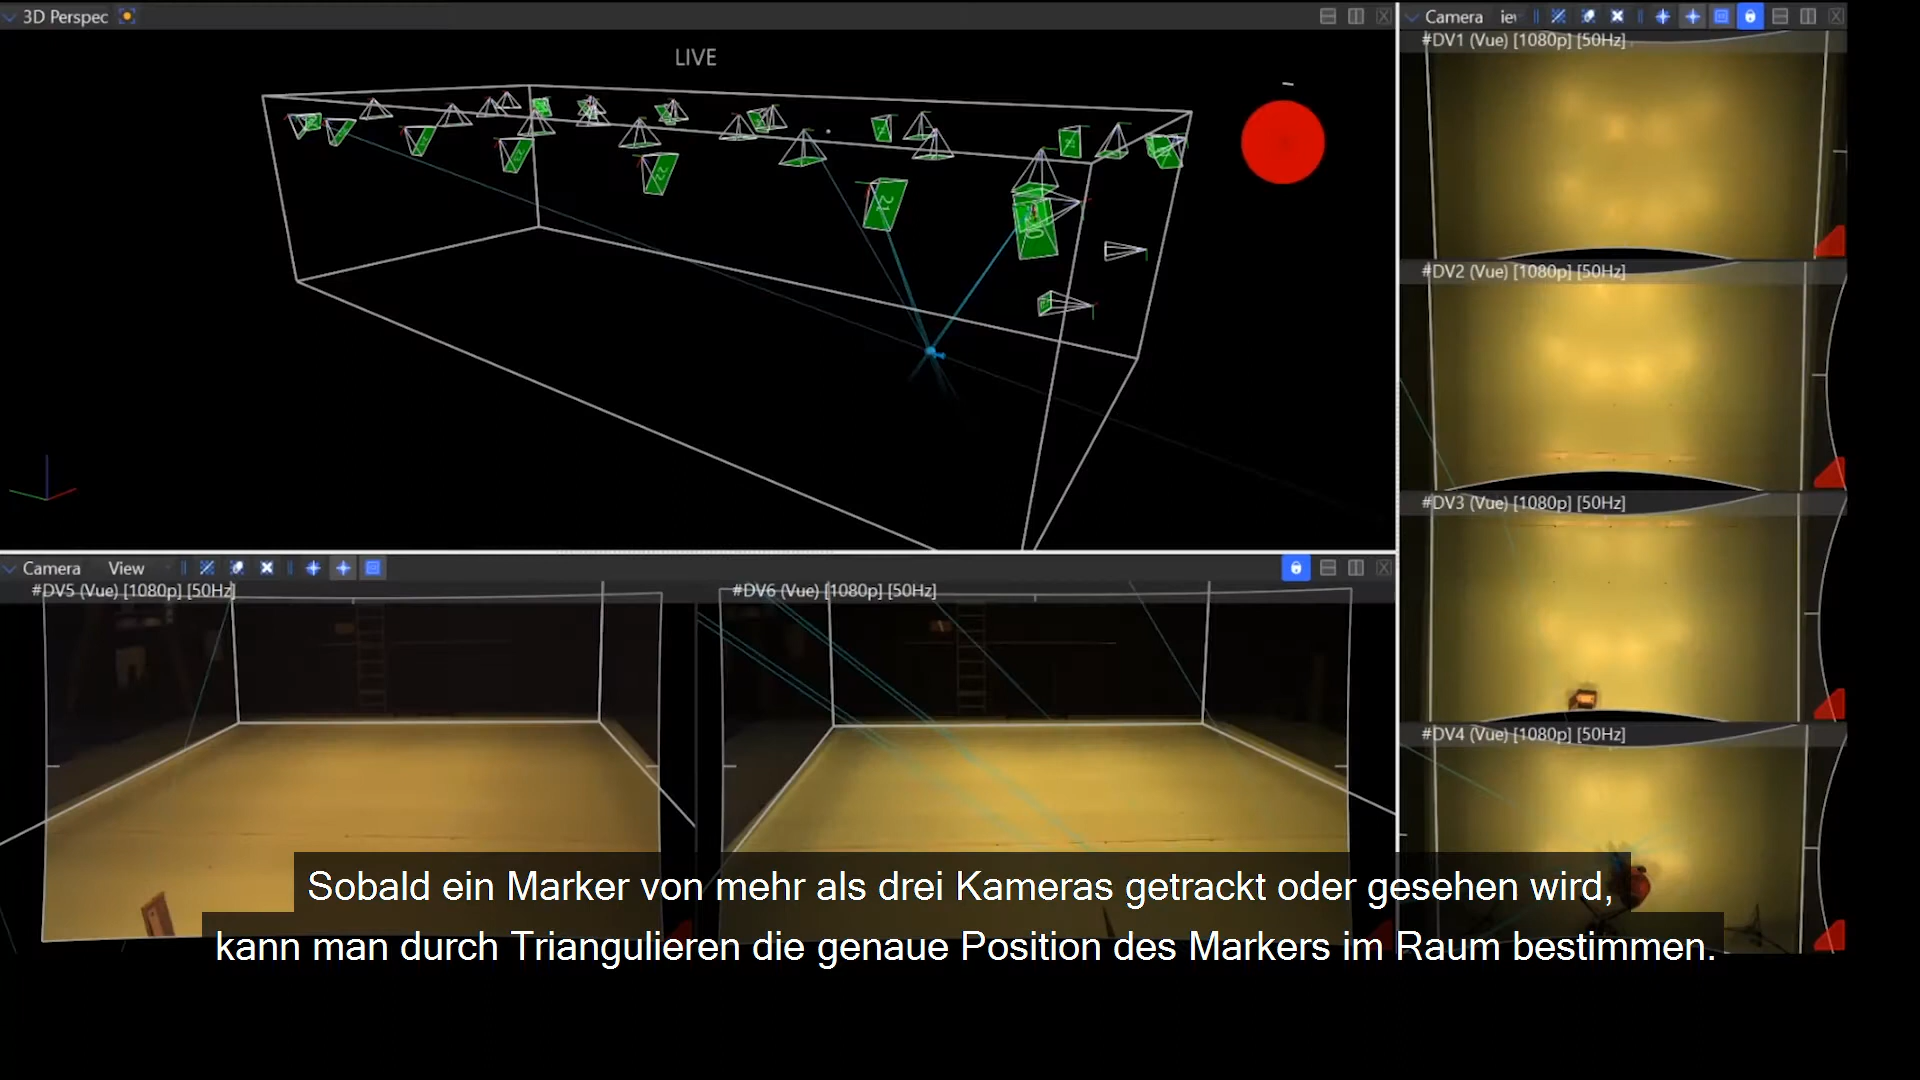 3D Perspec
LIVE
22
21
Camera
#DV1 (Vue) [1080p] [50Hz]
#DV2 (Vue) [1080p] [50Hz]
#DV3 (Vue) [1080p] [50Hz]
#DV4 (Vue) [1080p] [50Hz]
Camera View
#DV5 (Vue) [1080p] [50Hz]
#DV6 (Vue) [1080p] [50Hz]
Sobald ein Marker von mehr als drei Kameras getrackt oder gesehen wird,
kann man durch Triangulieren die genaue Position des Markers im Raum bestimmen.